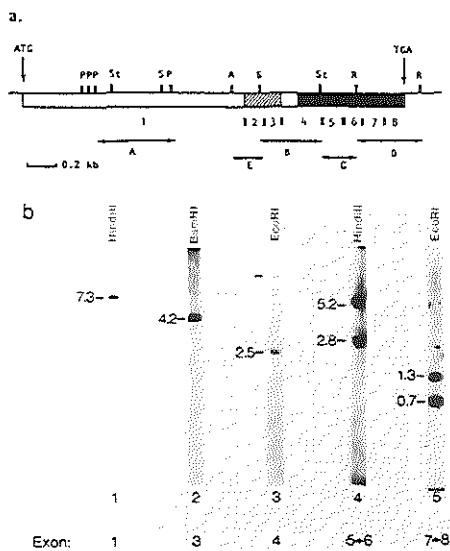 a.
ATG
TGA
PPP St S P A S St R R
1 2 3 4 5 6 7 8
A E B C D
0.2 kb
b
HindIII BamHI EcoRI HindIII EcoRI
7.3
4.2
2.5
5.2
2.8
1.3
0.7
1 2 3 4 5
Exon: 1 3 4 5+6 7+8